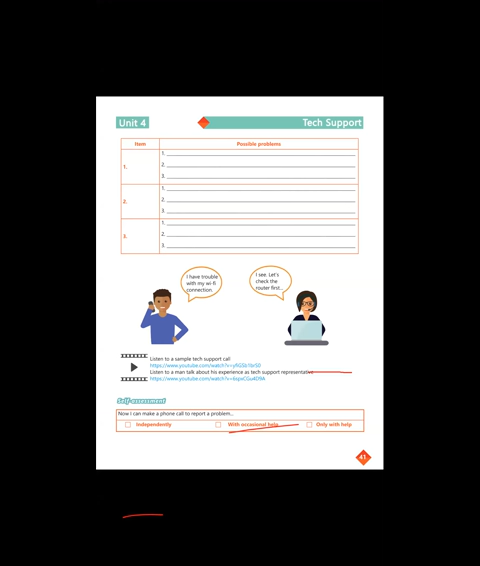 Unit 4
Tech Support
Item
Possible problems
1.
1.
2.
3.
2.
1.
2.
3.
3.
1.
2.
3.
I have trouble
with my wi-fi
connection.
I see. Let's
check the
router first...
Listen to a sample tech support call
Listen to a man talk about his experience as tech support representative
Self-assessment
Now I can make a phone call to report a problem...
Independently
With occasional help
Only with help
41